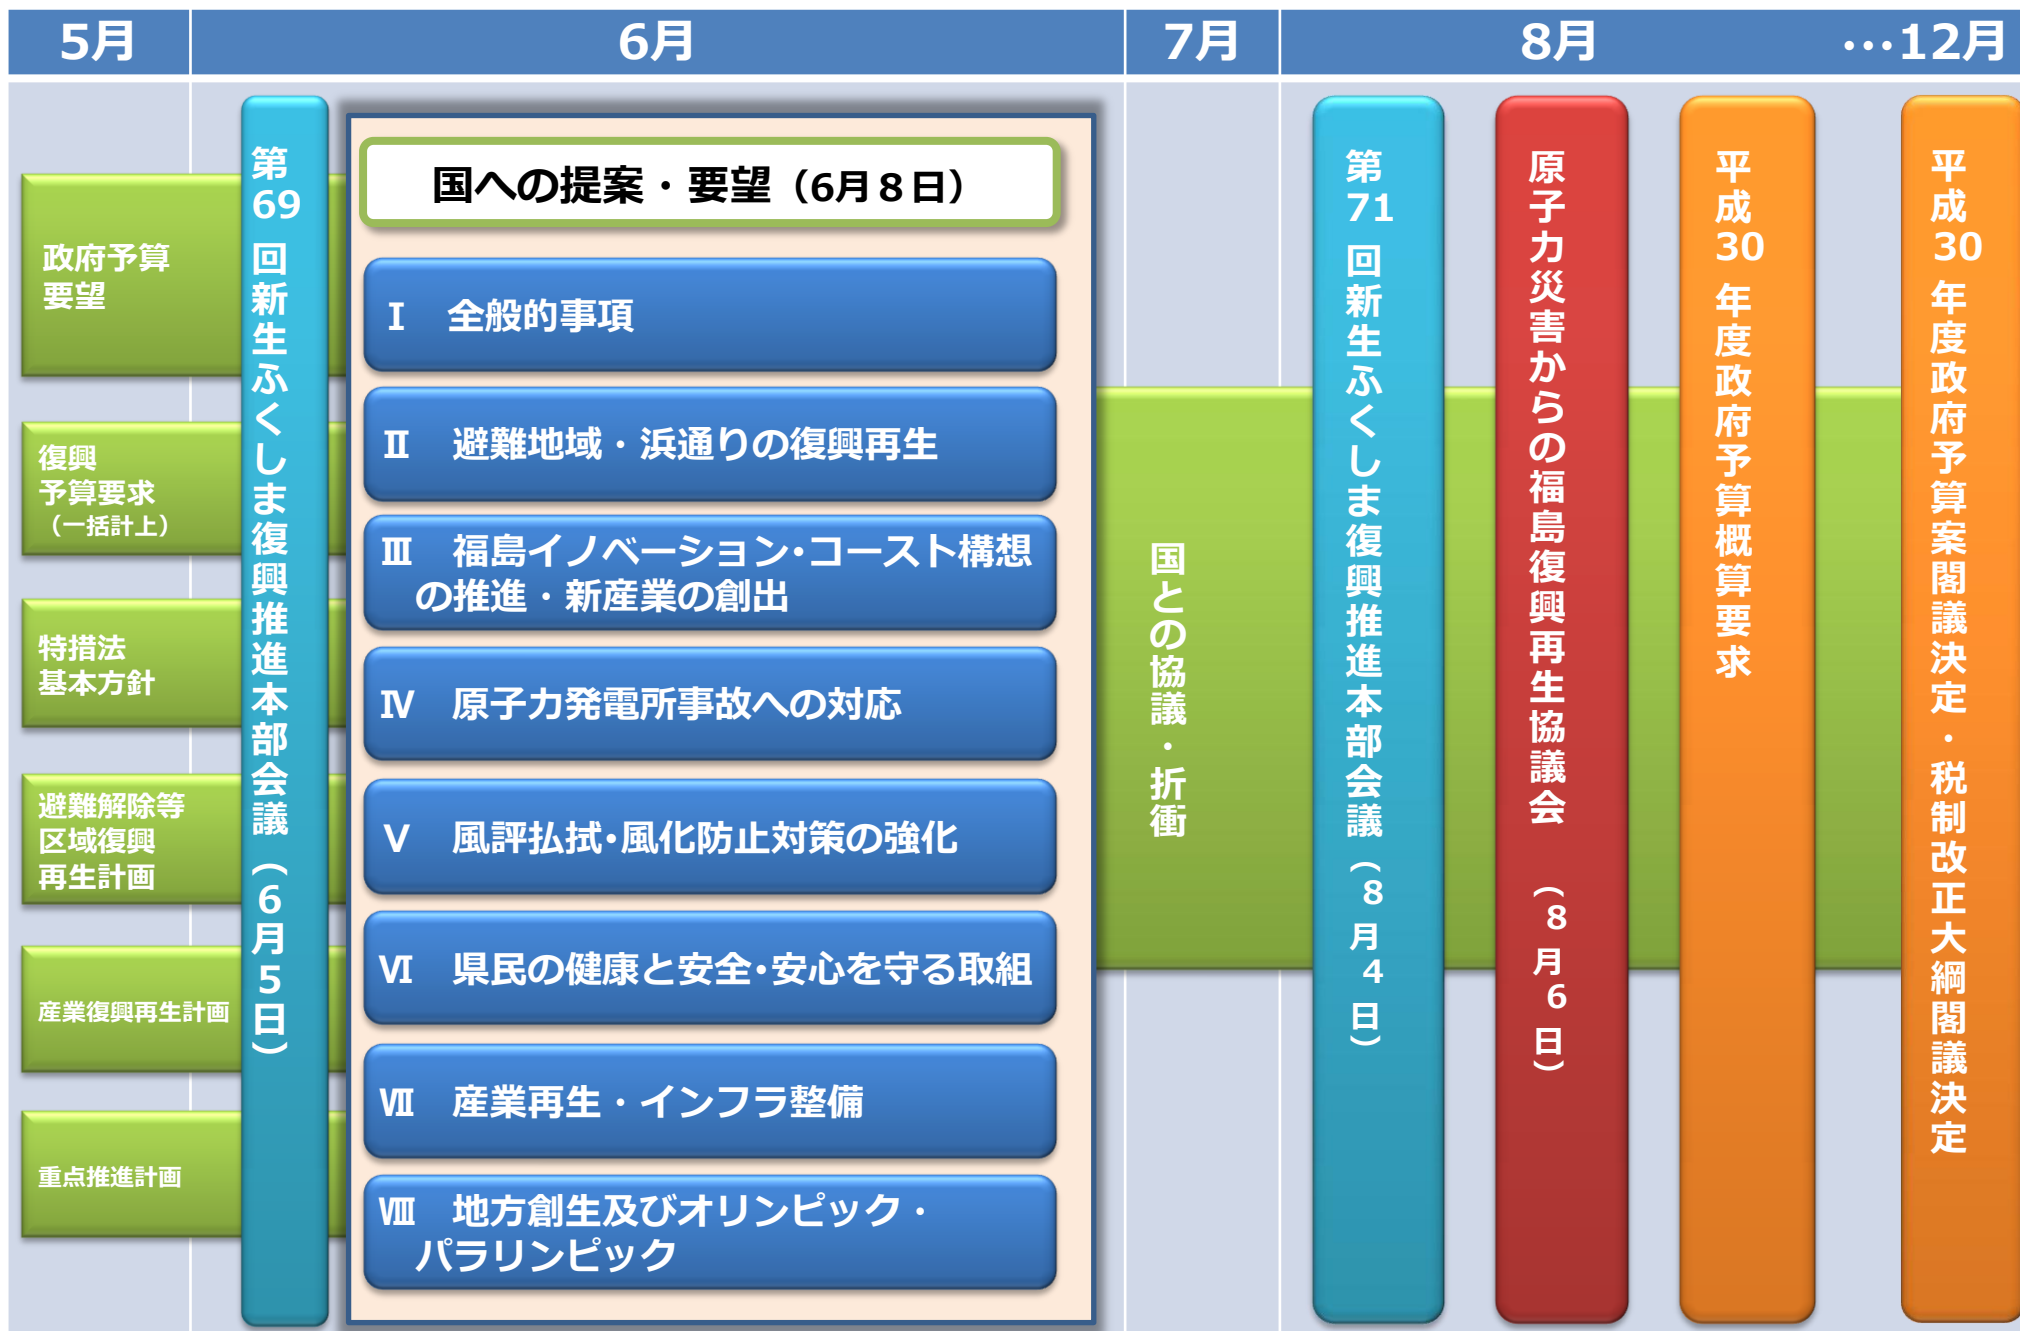 5月
6月
7月
8月
…12月
政府予算
要望
復興
予算要求
（一括計上）
特措法
基本方針
避難解除等
区域復興
再生計画
産業復興再生計画
重点推進計画
第69回新生ふくしま復興推進本部会議（６月５日）
国への提案・要望（6月８日）
Ⅰ　全般的事項
Ⅱ　避難地域・浜通りの復興再生
Ⅲ　福島イノベーション･コースト構想
の推進・新産業の創出
Ⅳ　原子力発電所事故への対応
Ⅴ　風評払拭･風化防止対策の強化
Ⅵ　県民の健康と安全･安心を守る取組
Ⅶ　産業再生・インフラ整備
Ⅷ　地方創生及びオリンピック・
パラリンピック
国との協議・折衝
第71回新生ふくしま復興推進本部会議（８月４日）
原子力災害からの福島復興再生協議会　（８月６日）
平成30年度政府予算概算要求
平成30年度政府予算案閣議決定・税制改正大綱閣議決定